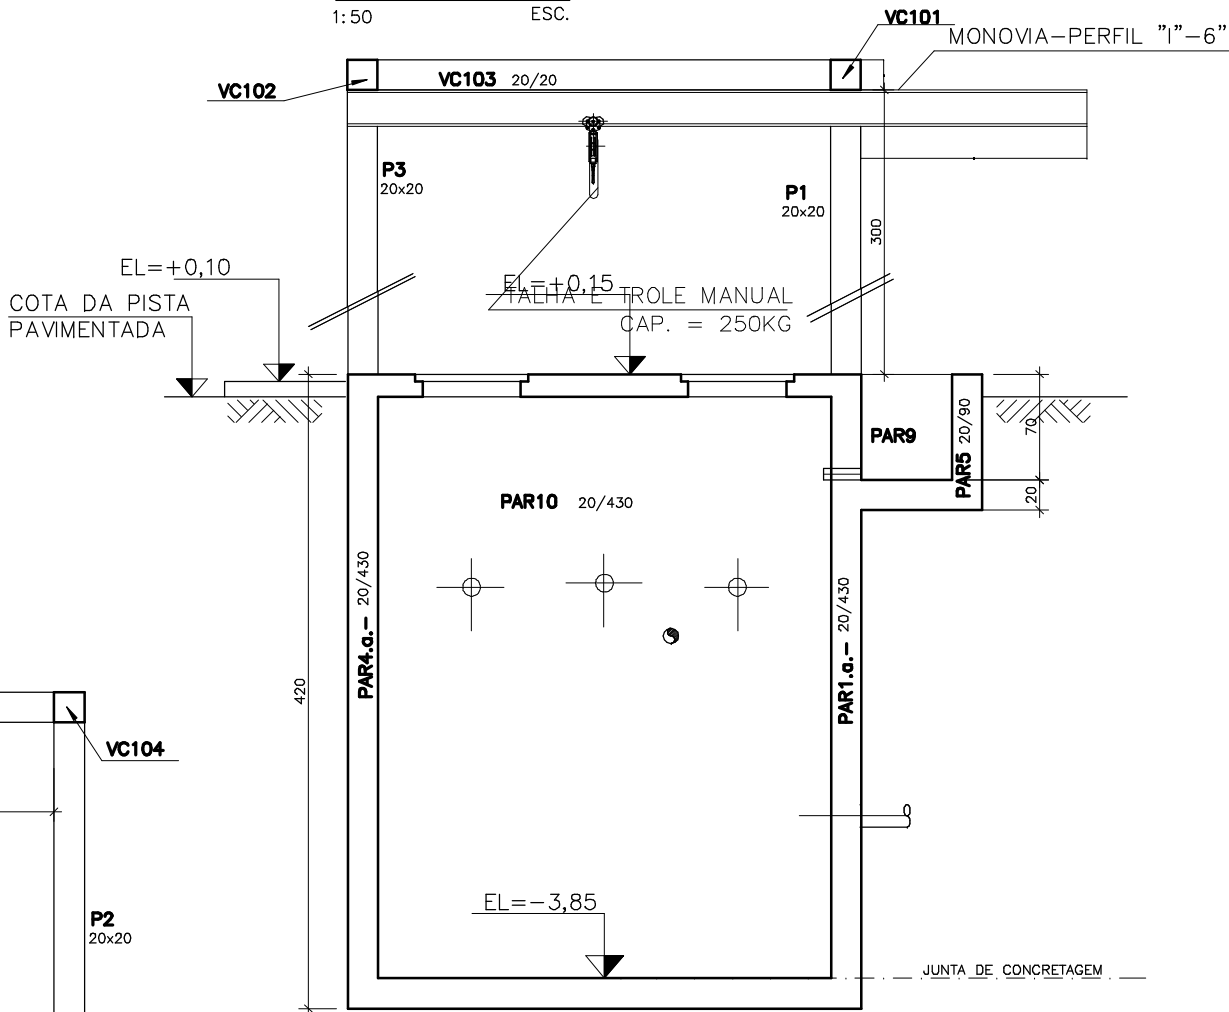 1:50 ESC.
VC101
MONOVIA-PERFIL "I"-6"
VC102
VC103 20/20
P3
20x20
P1
20x20
300
EL=+0,10
EL=+0,15
COTA DA PISTA
PAVIMENTADA
TALHA E TROLE MANUAL
CAP. = 250KG
PAR9
PAR5 20/90
70
20
PAR10 20/430
PAR4.a.- 20/430
PAR1.a.- 20/430
420
VC104
EL=-3,85
P2
20x20
JUNTA DE CONCRETAGEM